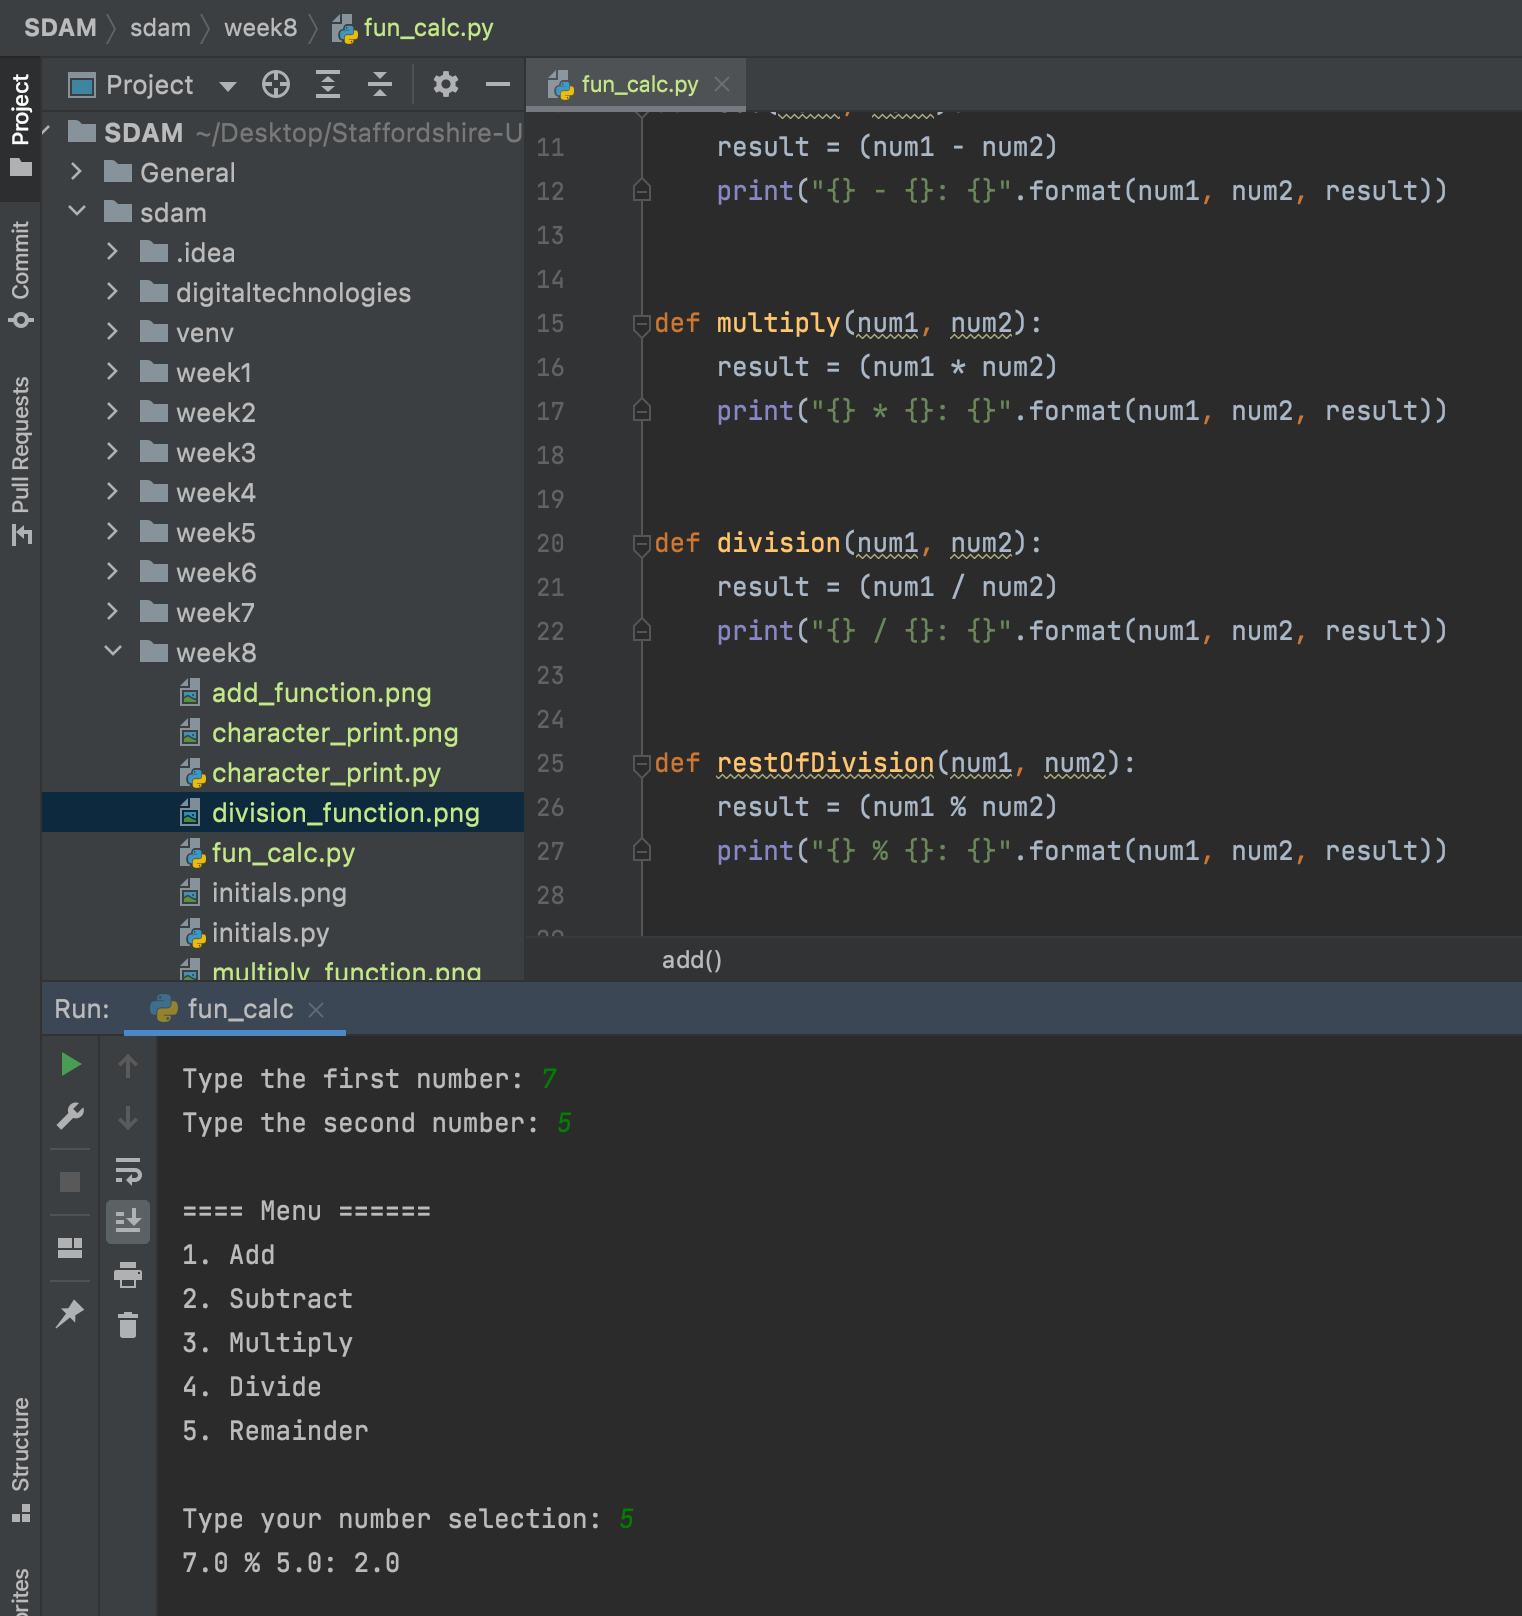 SDAM sdam week8 fun_calc.py
Project
Commit
Pull Requests
Structure
Project
SDAM ~/Desktop/Staffordshire-U
General
sdam
.idea
digitaltechnologies
venv
week1
week2
week3
week4
week5
week6
week7
week8
add_function.png
character_print.png
character_print.py
division_function.png
fun_calc.py
initials.png
initials.py
multiply_function.png
fun_calc.py
11 result = (num1 - num2)
12 print("{} - {}: {}".format(num1, num2, result))
13
14
15 def multiply(num1, num2):
16 result = (num1 * num2)
17 print("{} * {}: {}".format(num1, num2, result))
18
19
20 def division(num1, num2):
21 result = (num1 / num2)
22 print("{} / {}: {}".format(num1, num2, result))
23
24
25 def restOfDivision(num1, num2):
26 result = (num1 % num2)
27 print("{} % {}: {}".format(num1, num2, result))
28
add()
Run: fun_calc
Type the first number: 7
Type the second number: 5
==== Menu ======
1. Add
2. Subtract
3. Multiply
4. Divide
5. Remainder
Type your number selection: 5
7.0 % 5.0: 2.0